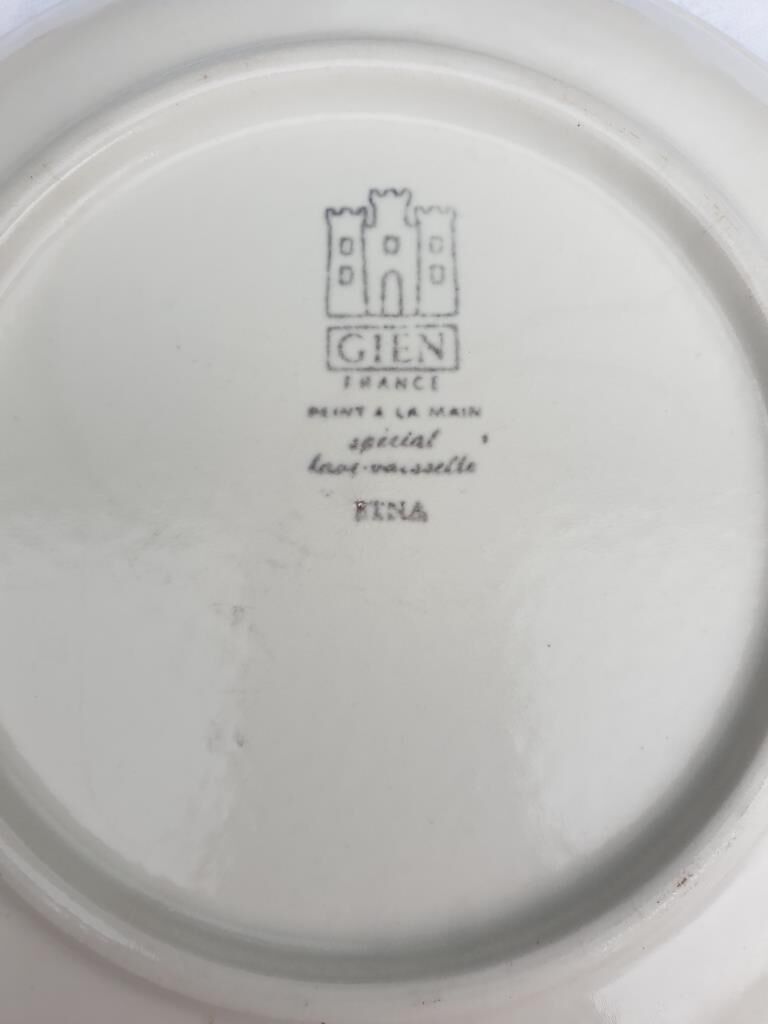 GIEN
FRANCE
PEINT A LA MAIN
spécial
lave-vaisselle
ETNA